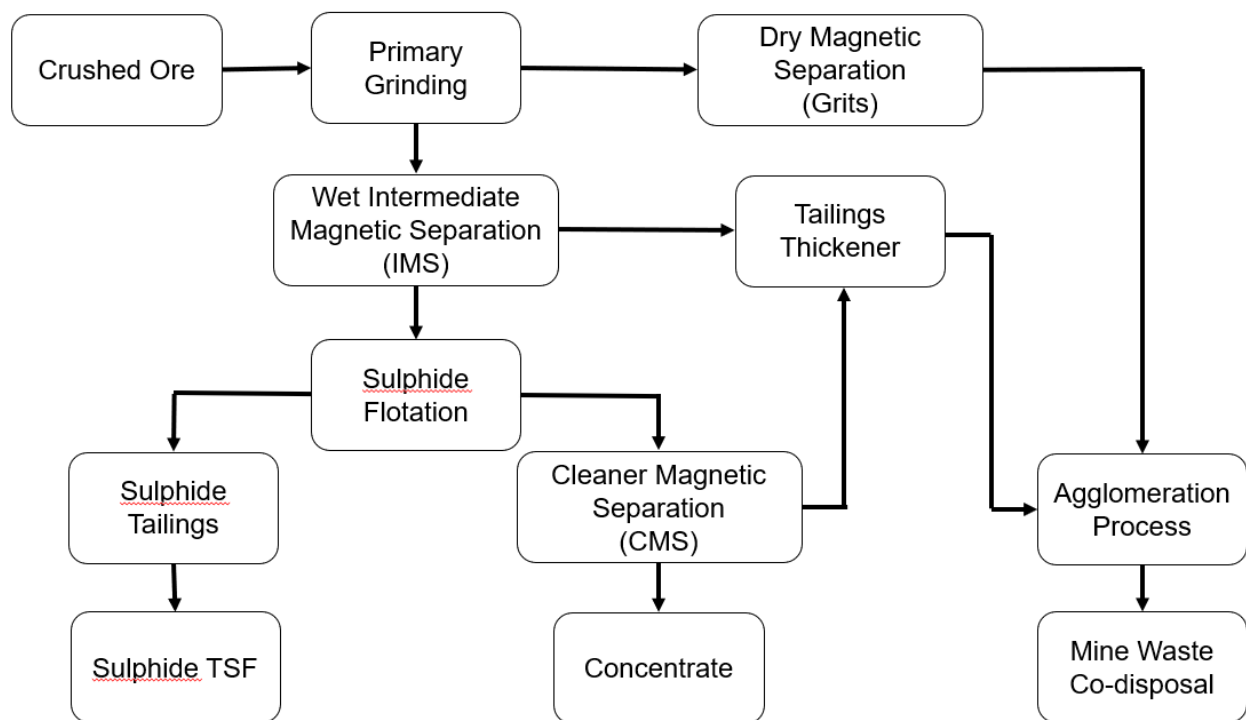 Crushed Ore
Primary
Grinding
Dry Magnetic
Separation
(Grits)
Wet Intermediate
Magnetic Separation
(IMS)
Tailings
Thickener
Sulphide
Flotation
Sulphide
Tailings
Cleaner Magnetic
Separation
(CMS)
Agglomeration
Process
Sulphide TSF
Concentrate
Mine Waste
Co-disposal